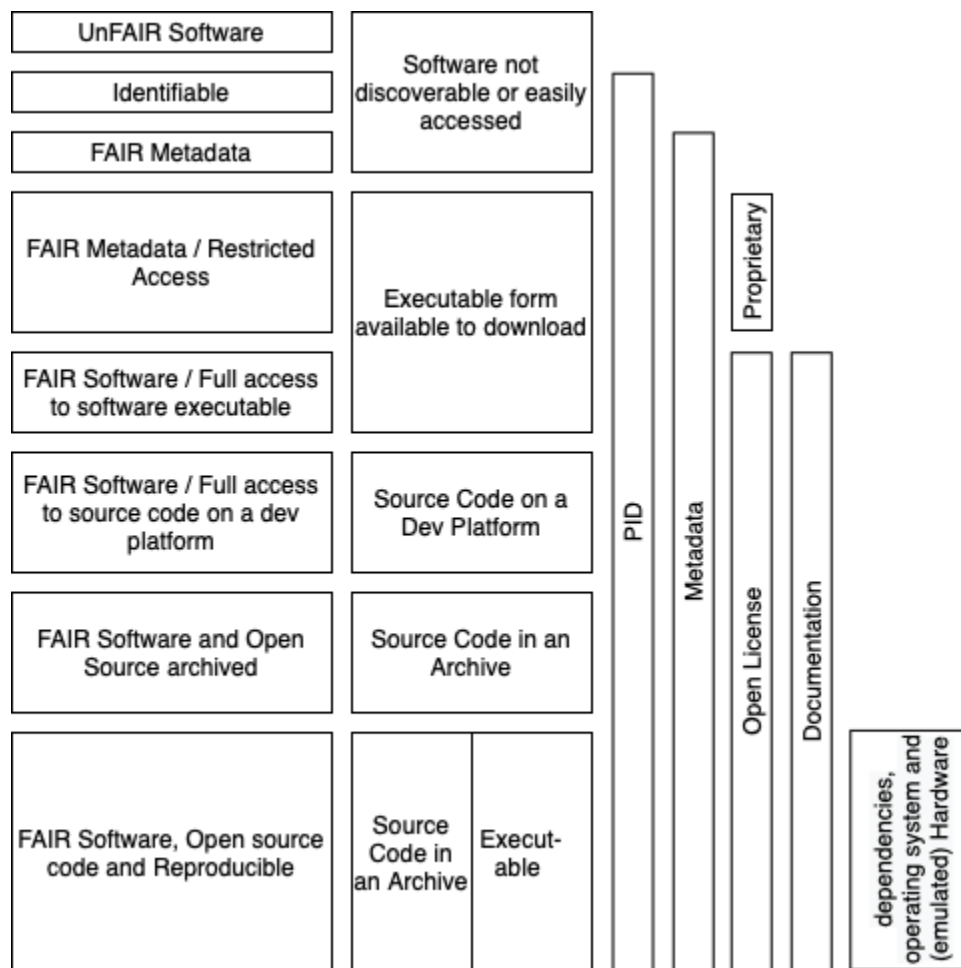 UnFAIR Software
Identifiable
FAIR Metadata
FAIR Metadata / Restricted
Access
FAIR Software / Full access
to software executable
FAIR Software / Full access
to source code on a dev
platform
FAIR Software and Open
Source archived
FAIR Software, Open source
code and Reproducible
Software not
discoverable or easily
accessed
Executable form
available to download
Source Code on a
Dev Platform
Source Code in an
Archive
Source
Code in
an Archive
Execut-
able
PID
Metadata
Proprietary
Open License
Documentation
dependencies,
operating system and
(emulated) Hardware